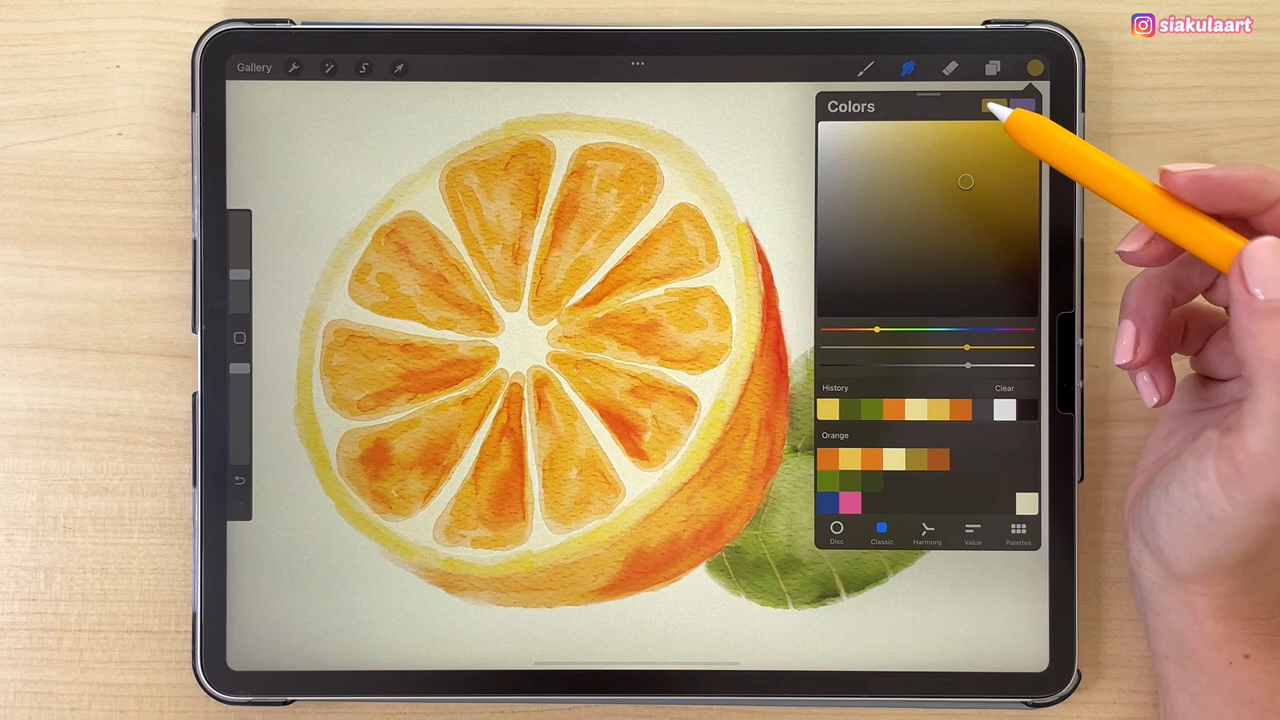 siakulaart
Gallery
Colors
History
Clear
Orange
Disc
Classic
Harmony
Value
Palettes